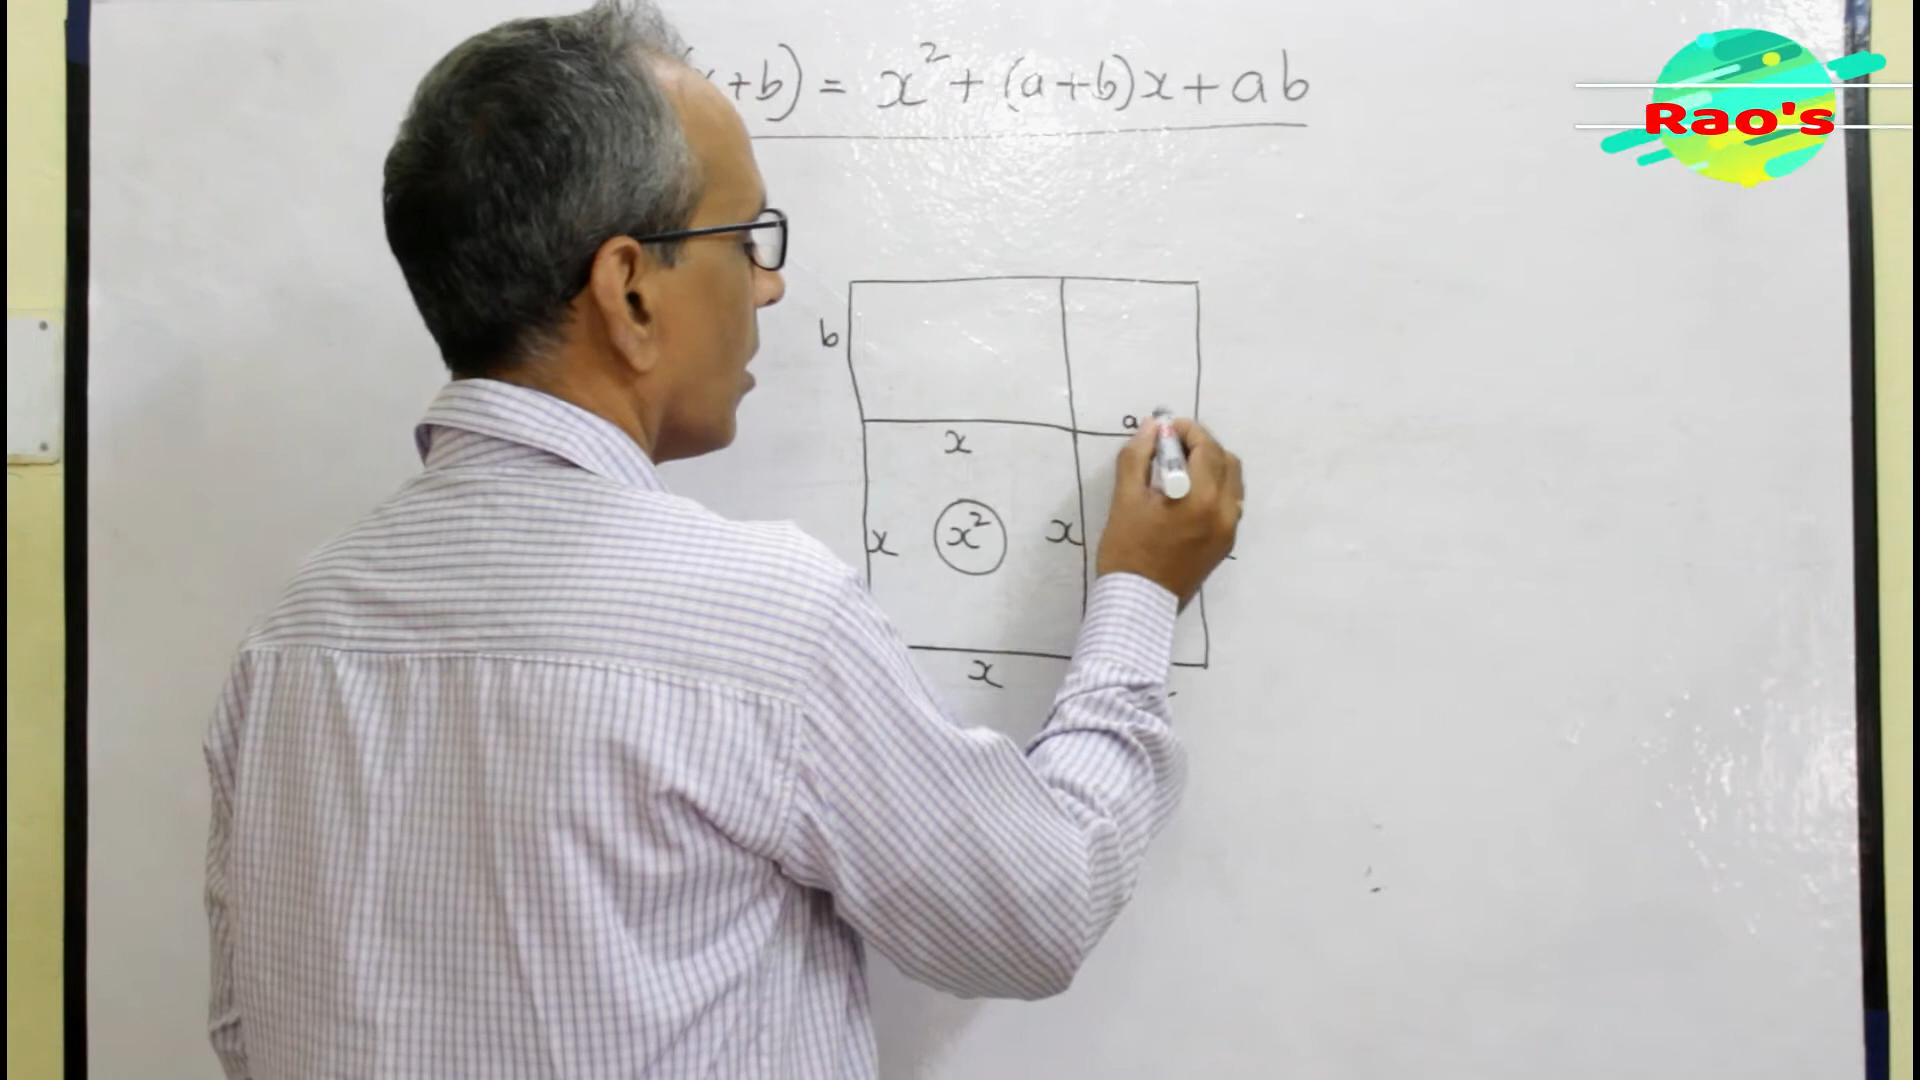 +b) = x² + (a+b)x + ab
Rao's
b
a
x
x x² x
x